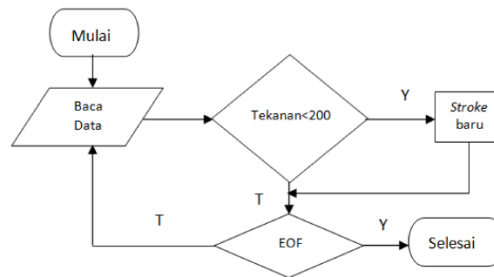 Mulai
Baca
Data
Tekanan<200
Y
Stroke
baru
T
T
EOF
Y
Selesai